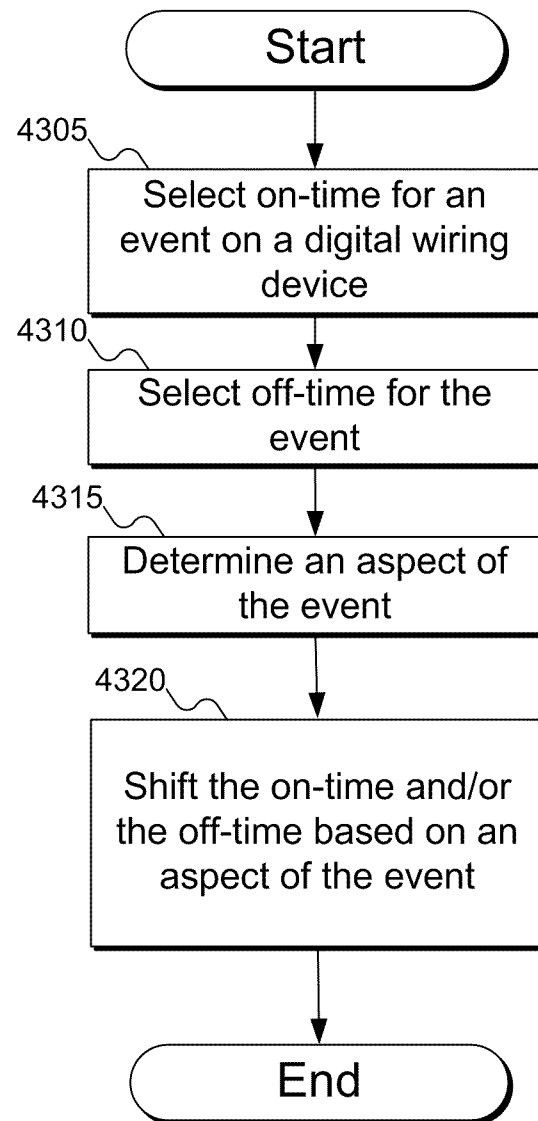 Start
4305
Select on-time for an
event on a digital wiring
device
4310
Select off-time for the
event
4315
Determine an aspect of
the event
4320
Shift the on-time and/or
the off-time based on an
aspect of the event
End